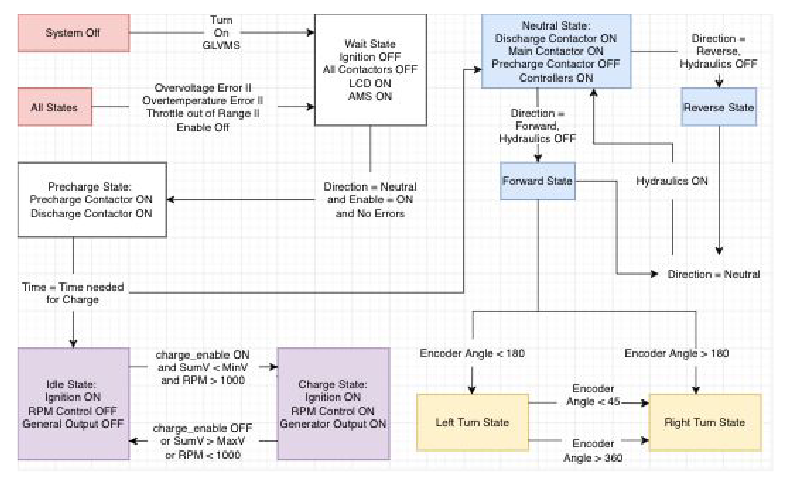 System Off
Turn
On
GLVMS
Wait State
Ignition OFF
All Contactors OFF
LCD ON
AMS ON
All States
Overvoltage Error ||
Overtemperature Error ||
Throttle out of Range ||
Enable Off
Neutral State:
Discharge Contactor ON
Main Contactor ON
Precharge Contactor OFF
Controllers ON
Direction =
Reverse,
Hydraulics OFF
Reverse State
Direction =
Forward,
Hydraulics OFF
Forward State
Hydraulics ON
Direction = Neutral
Precharge State:
Precharge Contactor ON
Discharge Contactor ON
Direction = Neutral
and Enable = ON
and No Errors
Time = Time needed
for Charge
Idle State:
Ignition ON
RPM Control OFF
General Output OFF
charge_enable ON
and SumV < MinV
and RPM > 1000
charge_enable OFF
or SumV > MaxV
or RPM < 1000
Charge State:
Ignition ON
RPM Control ON
Generator Output ON
Encoder Angle < 180
Encoder Angle > 180
Left Turn State
Encoder
Angle < 45
Encoder
Angle > 360
Right Turn State